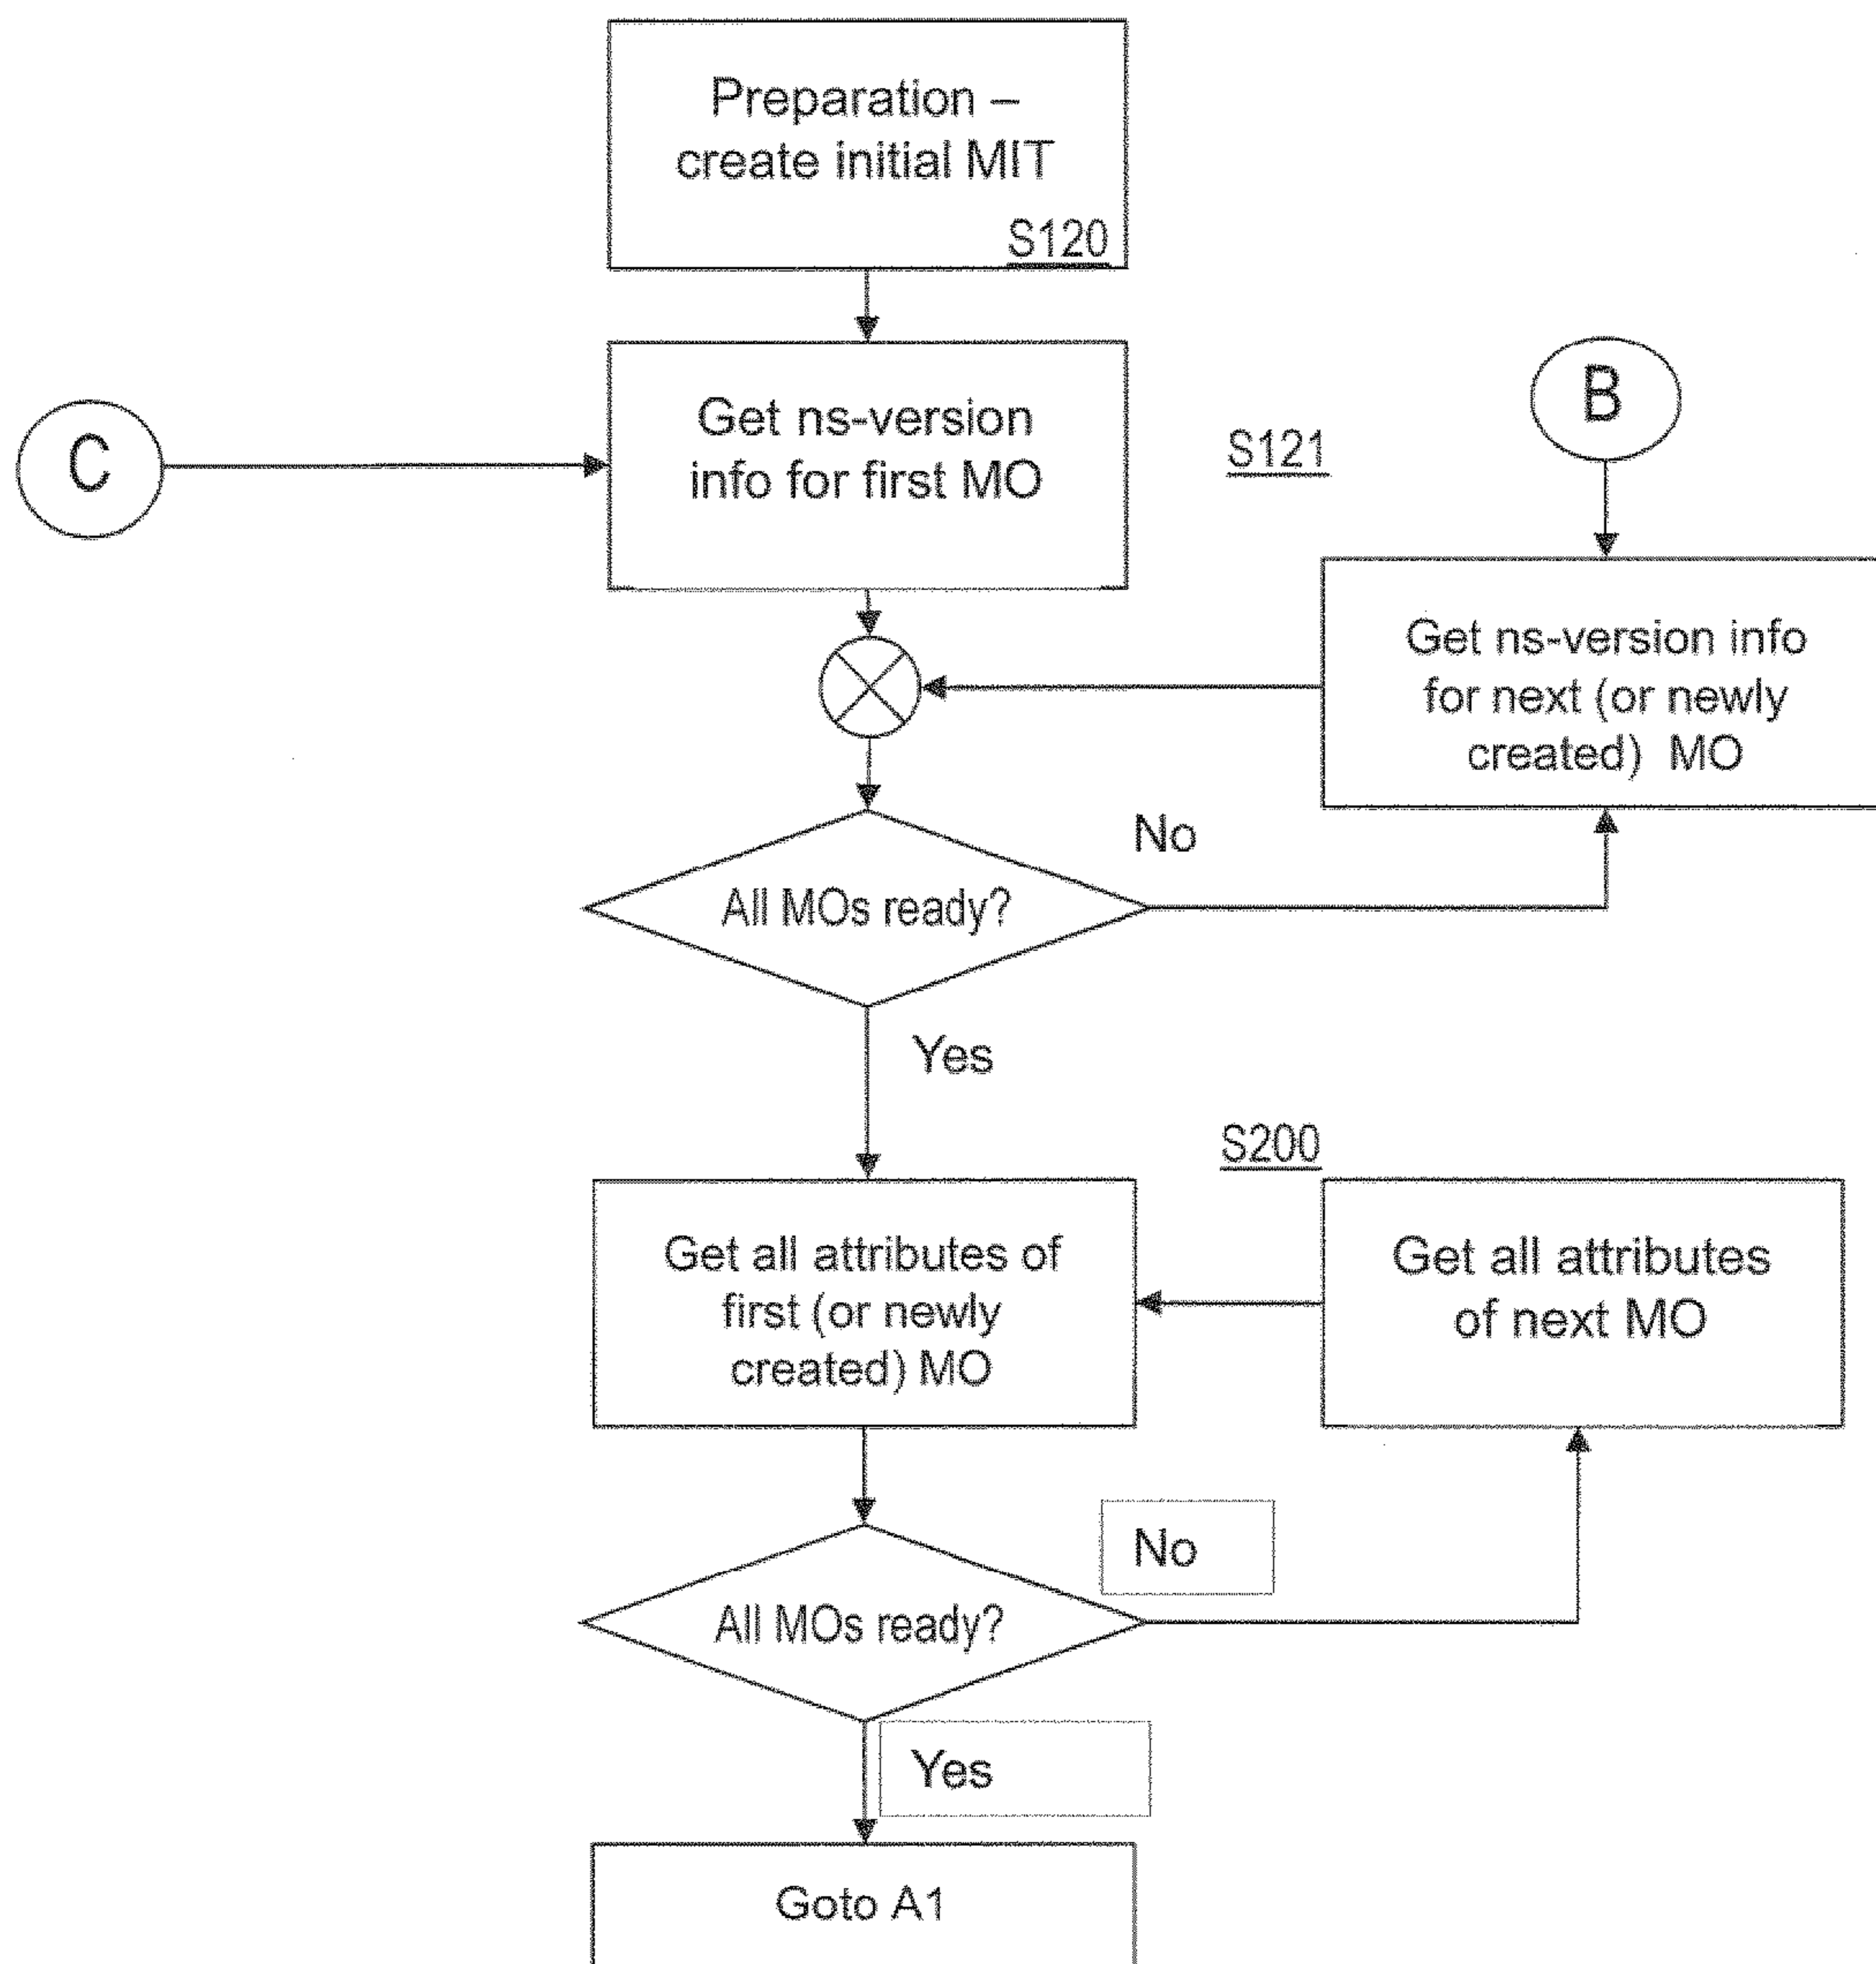 Preparation –
create initial MIT
S120
Get ns-version
info for first MO
C
S121
B
Get ns-version info
for next (or newly
created) MO
No
All MOs ready?
Yes
S200
Get all attributes of
first (or newly
created) MO
Get all attributes
of next MO
No
All MOs ready?
Yes
Goto A1